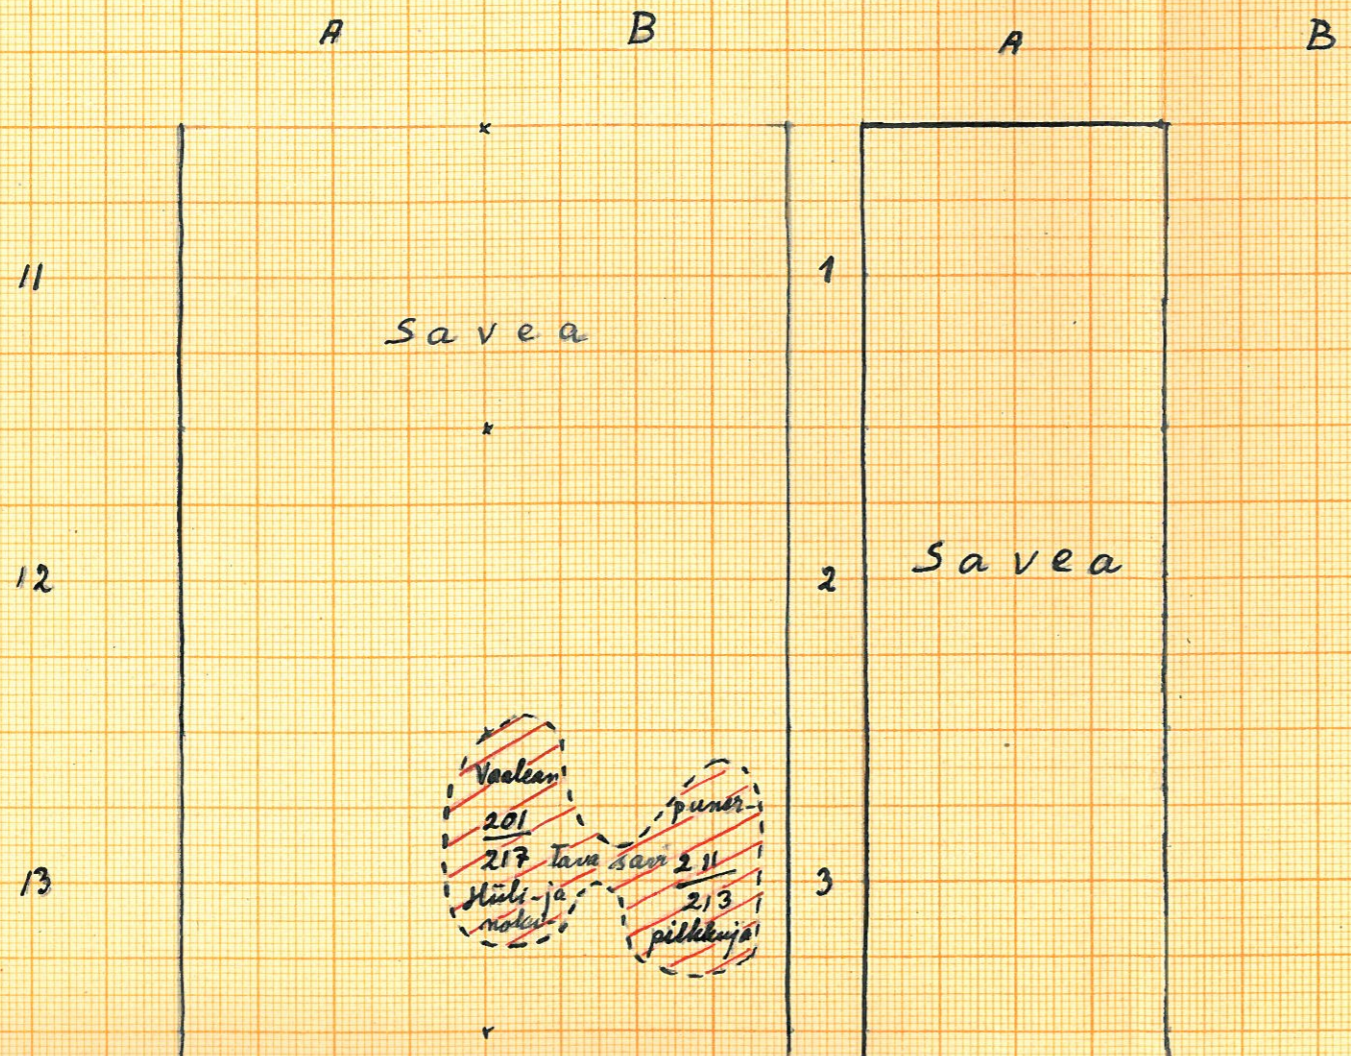 A B A B
11 1
Savea
12 2
Savea
Vaalean puner-
201
217 tava savi 211
213
13 3
Hiili-ja
noki- pilkkuja